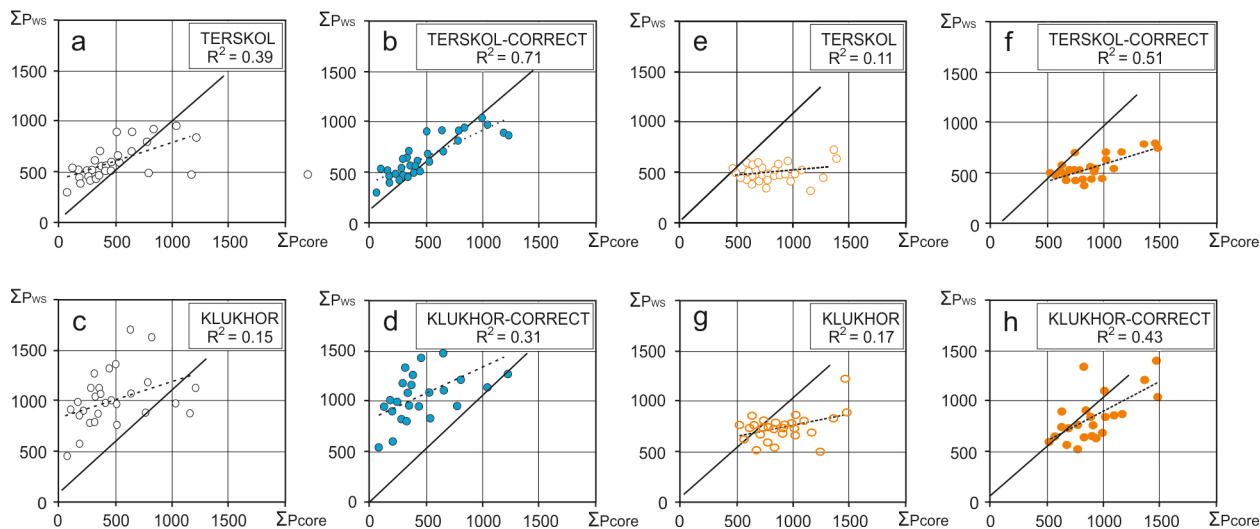 ΣPws
a
TERSKOL
R² = 0.39
1500
1000
500
0
0 500 1000 1500 ΣPcore
ΣPws
b
TERSKOL-CORRECT
R² = 0.71
1500
1000
500
0
0 500 1000 1500 ΣPcore
ΣPws
e
TERSKOL
R² = 0.11
1500
1000
500
0
0 500 1000 1500 ΣPcore
ΣPws
f
TERSKOL-CORRECT
R² = 0.51
1500
1000
500
0
0 500 1000 1500 ΣPcore
ΣPws
c
KLUKHOR
R² = 0.15
1500
1000
500
0
0 500 1000 1500 ΣPcore
ΣPws
d
KLUKHOR-CORRECT
R² = 0.31
1500
1000
500
0
0 500 1000 1500 ΣPcore
ΣPws
g
KLUKHOR
R² = 0.17
1500
1000
500
0
0 500 1000 1500 ΣPcore
ΣPws
h
KLUKHOR-CORRECT
R² = 0.43
1500
1000
500
0
0 500 1000 1500 ΣPcore